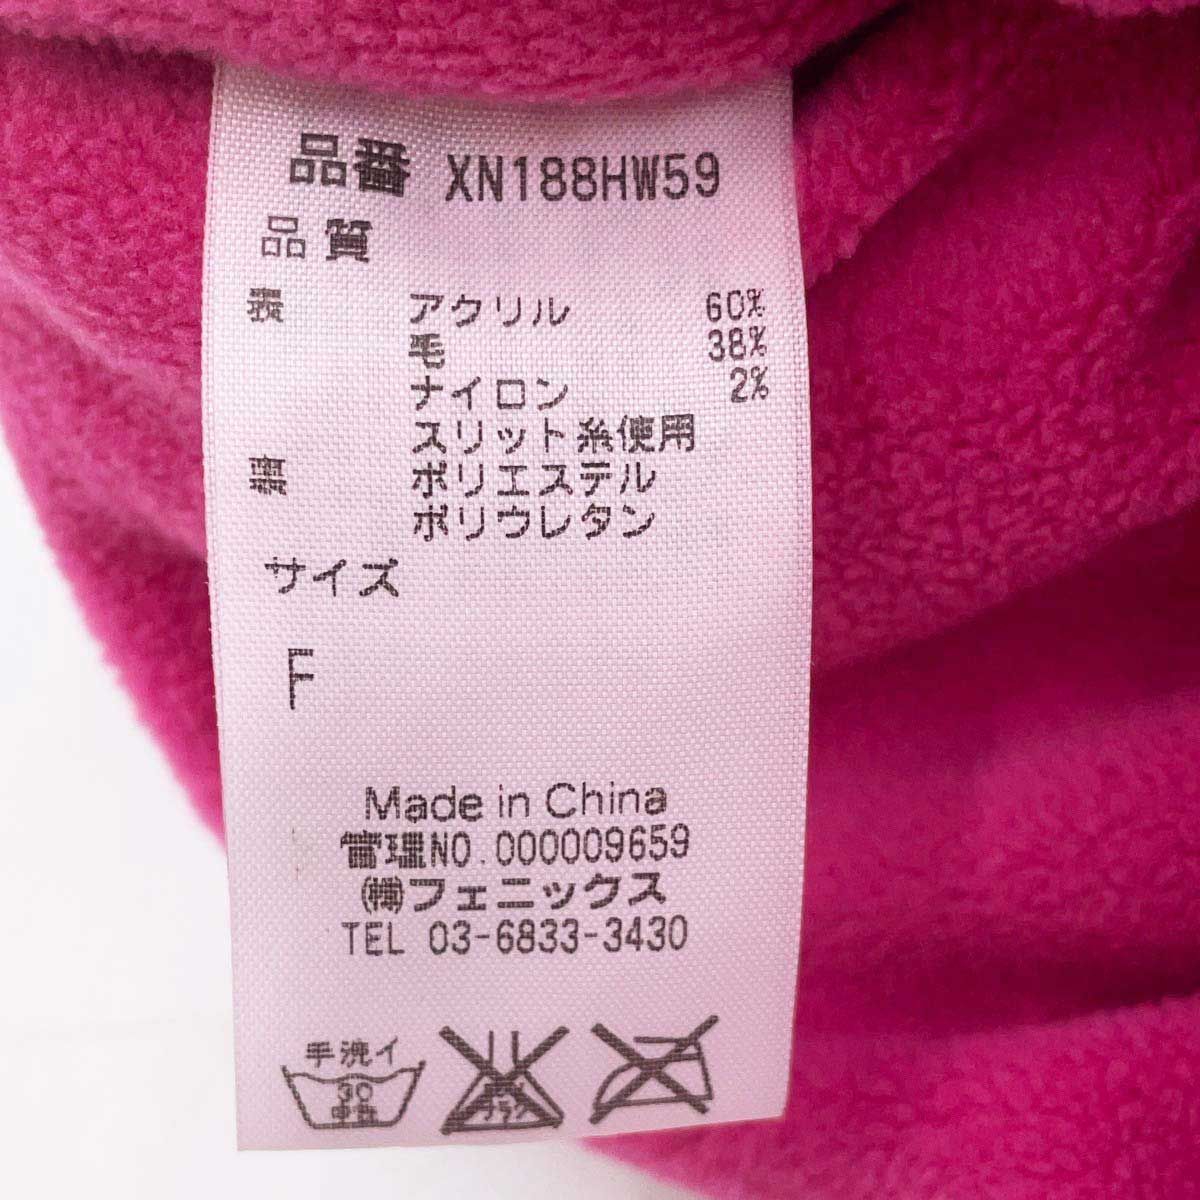 品番 XN188HW59
品質
表 アクリル 60%
毛 38%
ナイロン 2%
スリット糸使用
裏 ポリエステル
ポリウレタン
サイズ
F
Made in China
管理NO.000009659
㈱フェニックス
TEL 03-6833-3430
手洗イ
30
中性